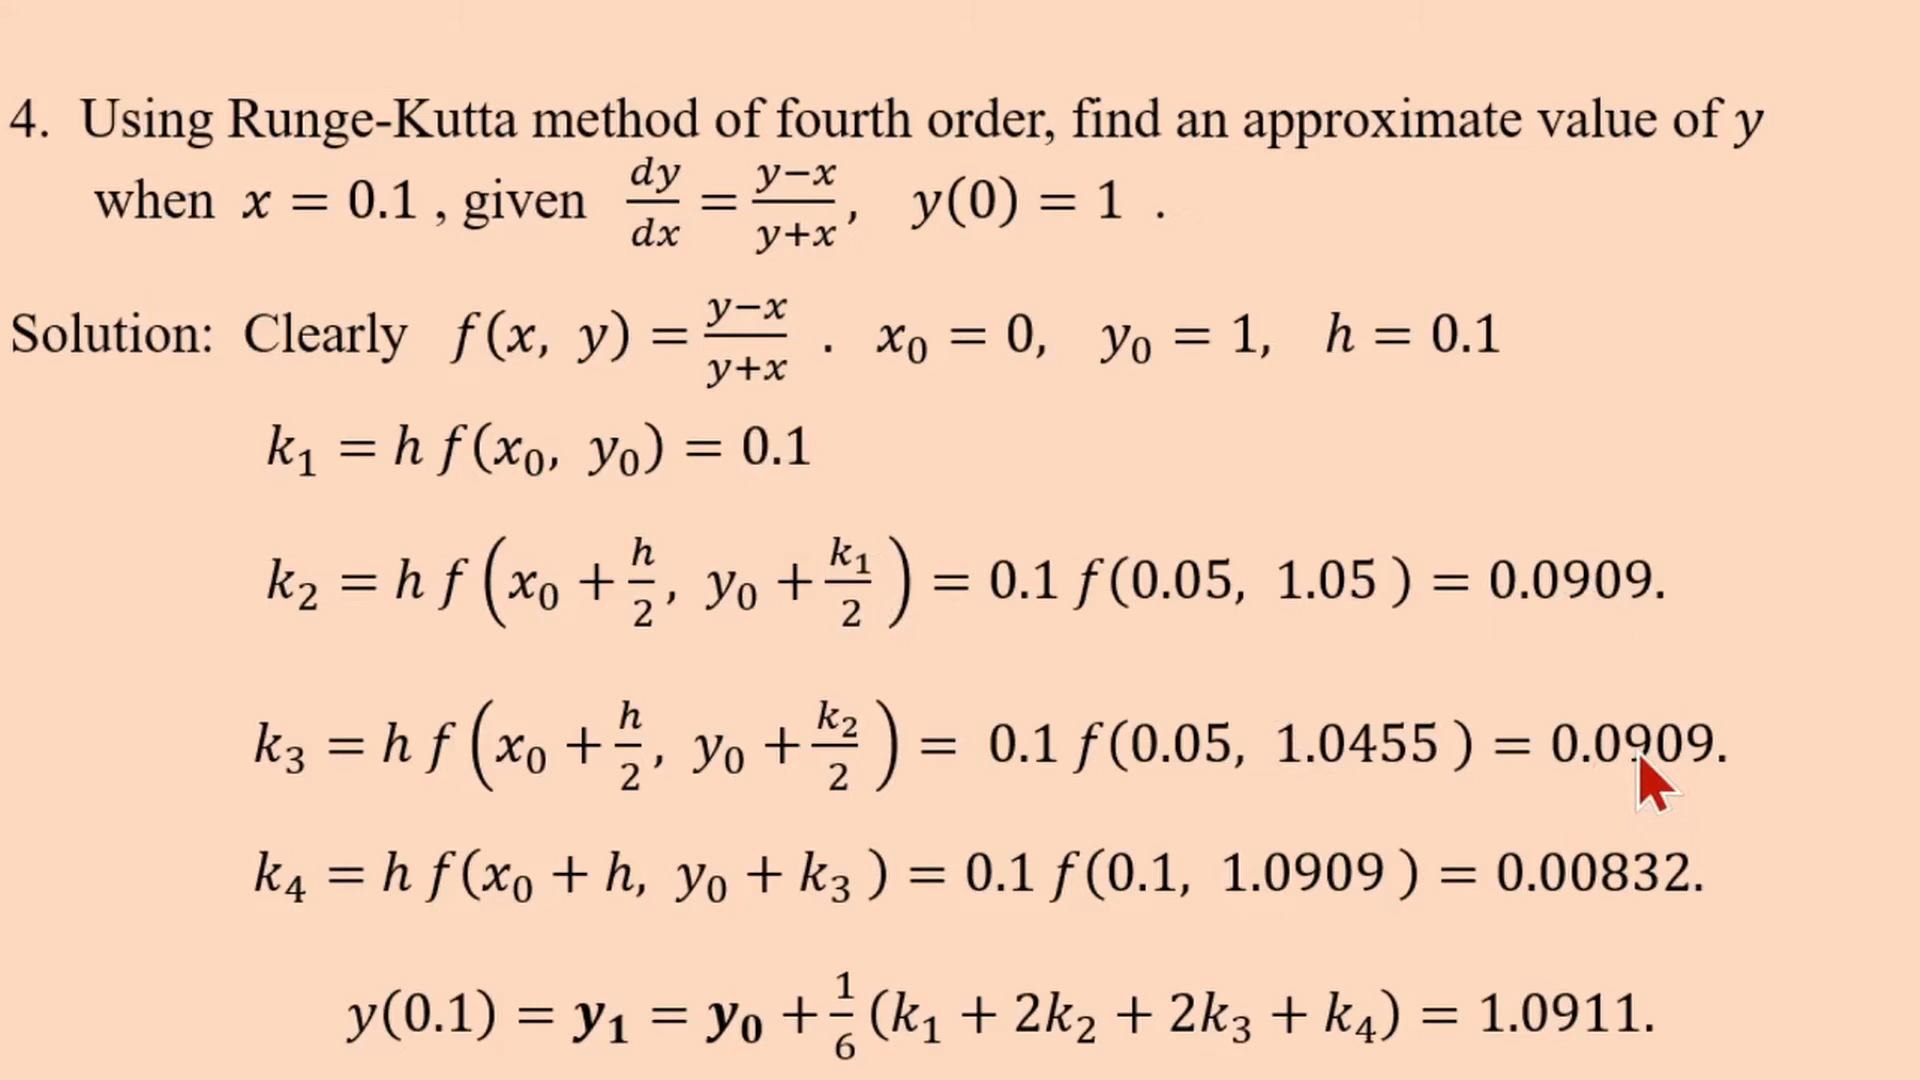 4. Using Runge-Kutta method of fourth order, find an approximate value of y
when x = 0.1 , given dy/dx = (y−x)/(y+x), y(0) = 1 .
Solution: Clearly f(x, y) = (y−x)/(y+x) . x₀ = 0, y₀ = 1, h = 0.1
k₁ = h f(x₀, y₀) = 0.1
k₂ = h f(x₀ + h/2, y₀ + k₁/2) = 0.1 f(0.05, 1.05 ) = 0.0909.
k₃ = h f(x₀ + h/2, y₀ + k₂/2) = 0.1 f(0.05, 1.0455 ) = 0.0909.
k₄ = h f(x₀ + h, y₀ + k₃ ) = 0.1 f(0.1, 1.0909 ) = 0.00832.
y(0.1) = y₁ = y₀ + 1/6 (k₁ + 2k₂ + 2k₃ + k₄) = 1.0911.